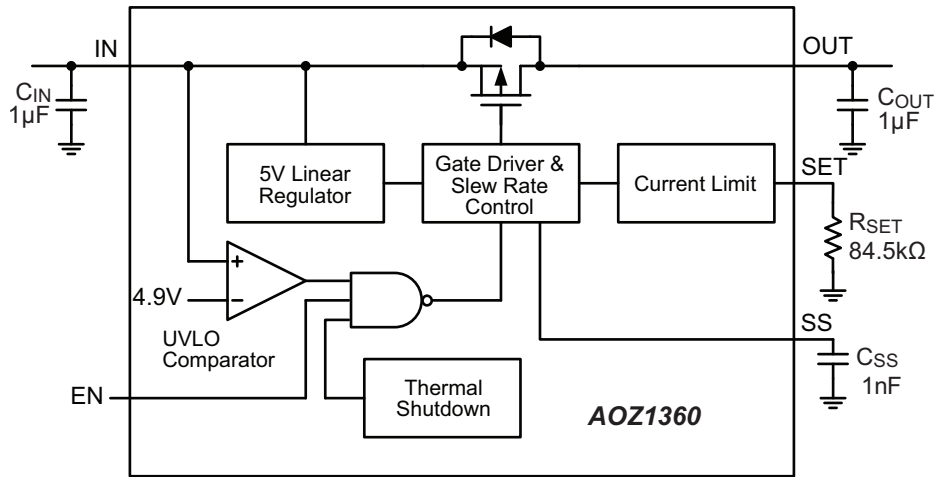 IN
OUT
CIN
1µF
COUT
1µF
5V Linear
Regulator
Gate Driver &
Slew Rate
Control
Current Limit
SET
RSET
84.5kΩ
+
4.9V
−
UVLO
Comparator
SS
CSS
1nF
EN
Thermal
Shutdown
AOZ1360